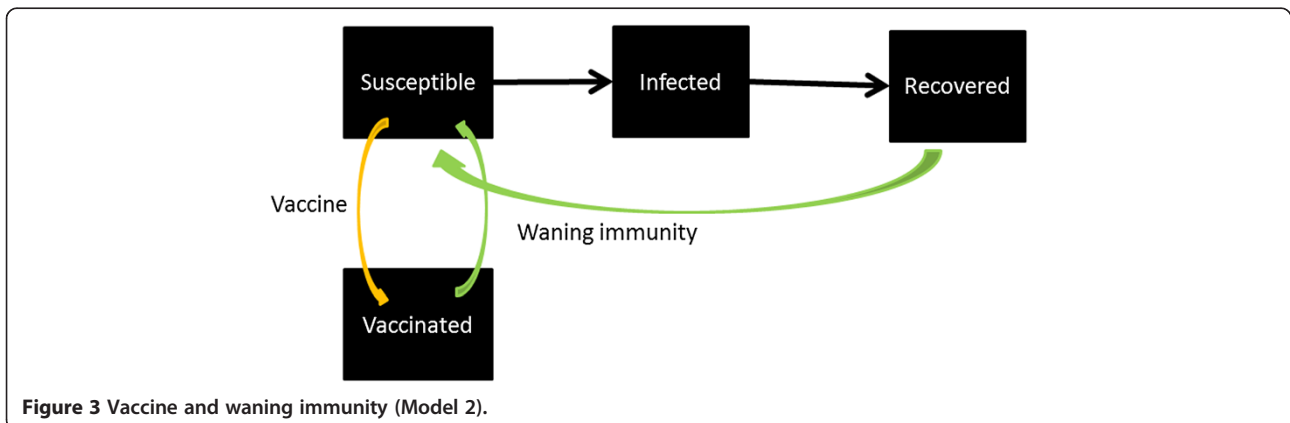 Susceptible
Infected
Recovered
Vaccine
Waning immunity
Vaccinated
Figure 3 Vaccine and waning immunity (Model 2).